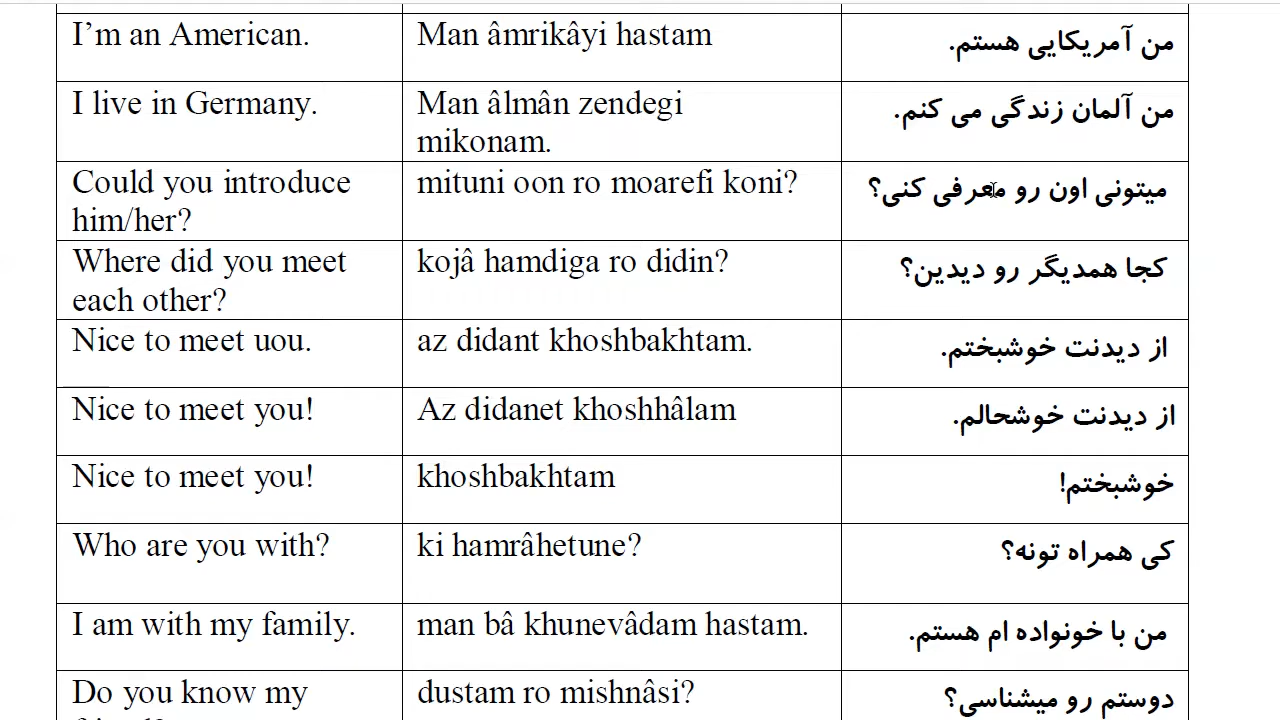 I'm an American.
Man âmrikâyi hastam
من آمریکایی هستم.
I live in Germany.
Man âlmân zendegi
mikonam.
من آلمان زندگی می کنم.
Could you introduce
him/her?
mituni oon ro moarefi koni?
میتونی اون رو معرفی کنی؟
Where did you meet
each other?
kojâ hamdiga ro didin?
کجا همدیگر رو دیدین؟
Nice to meet uou.
az didant khoshbakhtam.
از دیدنت خوشبختم.
Nice to meet you!
Az didanet khoshhâlam
از دیدنت خوشحالم.
Nice to meet you!
khoshbakhtam
خوشبختم!
Who are you with?
ki hamrâhetune?
کی همراه تونه؟
I am with my family.
man bâ khunevâdam hastam.
من با خونواده ام هستم.
Do you know my
dustam ro mishnâsi?
دوستم رو میشناسی؟